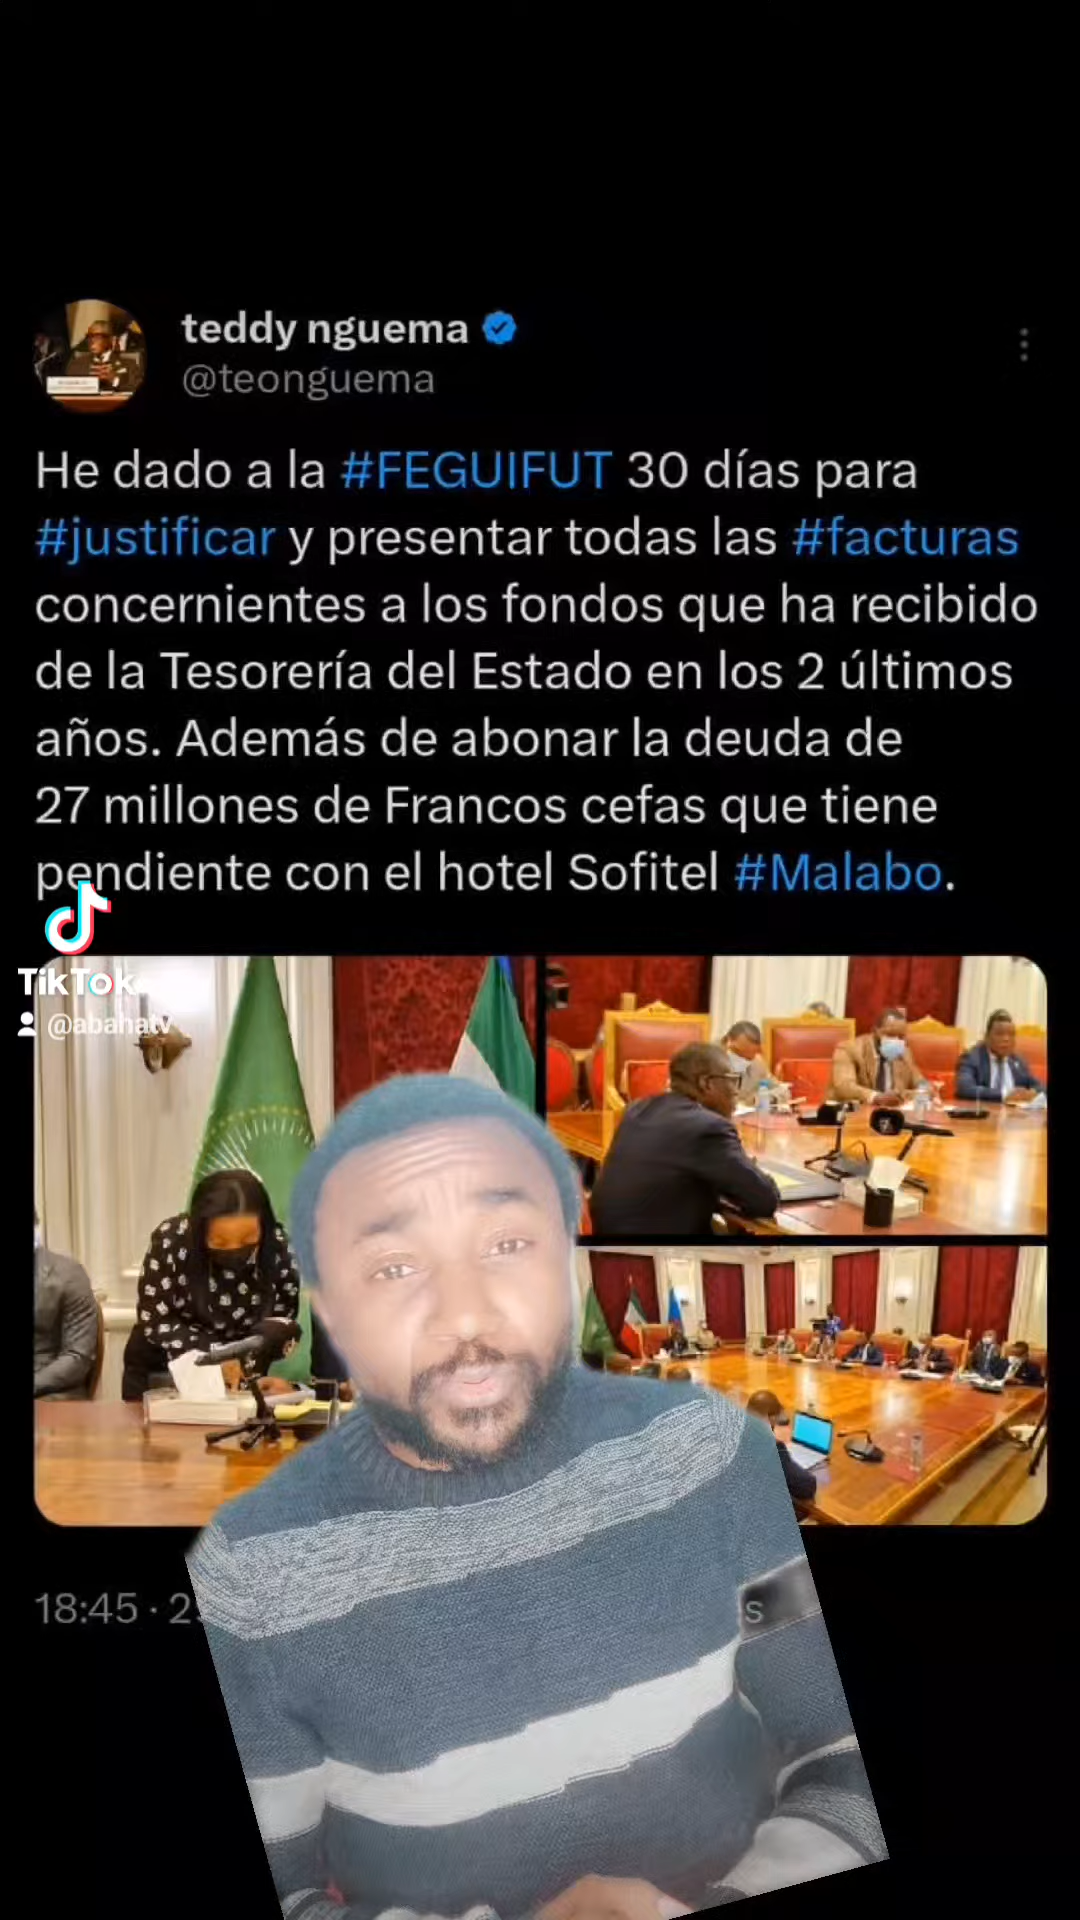 teddy nguema
@teonguema
He dado a la #FEGUIFUT 30 días para
#justificar y presentar todas las #facturas
concernientes a los fondos que ha recibido
de la Tesorería del Estado en los 2 últimos
años. Además de abonar la deuda de
27 millones de Francos cefas que tiene
pendiente con el hotel Sofitel #Malabo.
TikTok
@abahatv
18:45 · 2
s